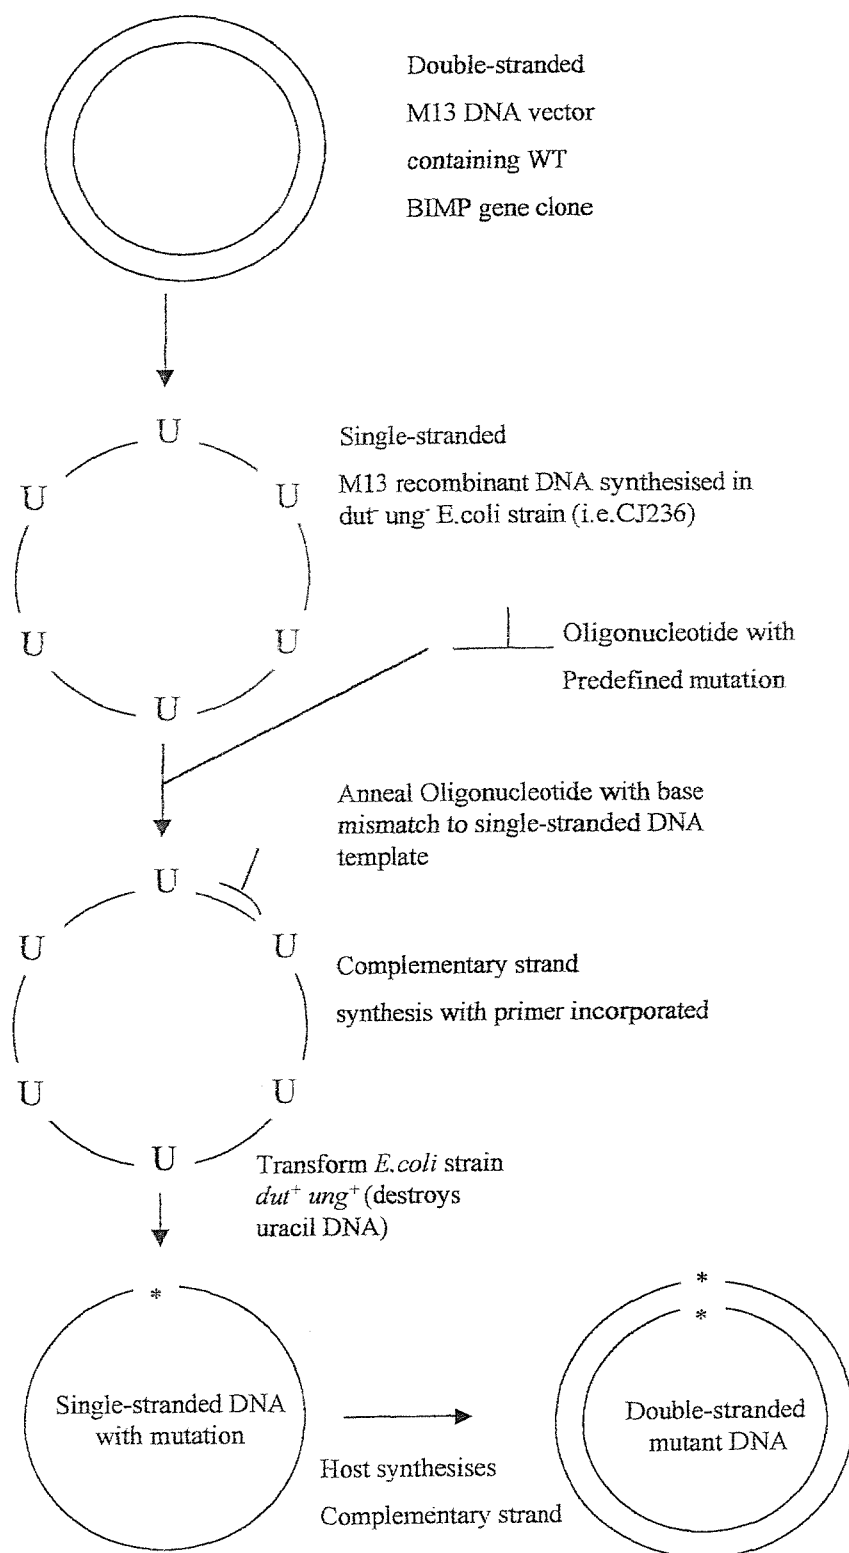 Double-stranded
M13 DNA vector
containing WT
BIMP gene clone
U
U
U
U
U
U
Single-stranded
M13 recombinant DNA synthesised in
dut⁻ ung⁻ E.coli strain (i.e.CJ236)
Oligonucleotide with
Predefined mutation
Anneal Oligonucleotide with base
mismatch to single-stranded DNA
template
U
U
U
U
U
U
Complementary strand
synthesis with primer incorporated
Transform E.coli strain
dut⁺ ung⁺ (destroys
uracil DNA)
*
Single-stranded DNA
with mutation
Host synthesises
Complementary strand
*
*
Double-stranded
mutant DNA